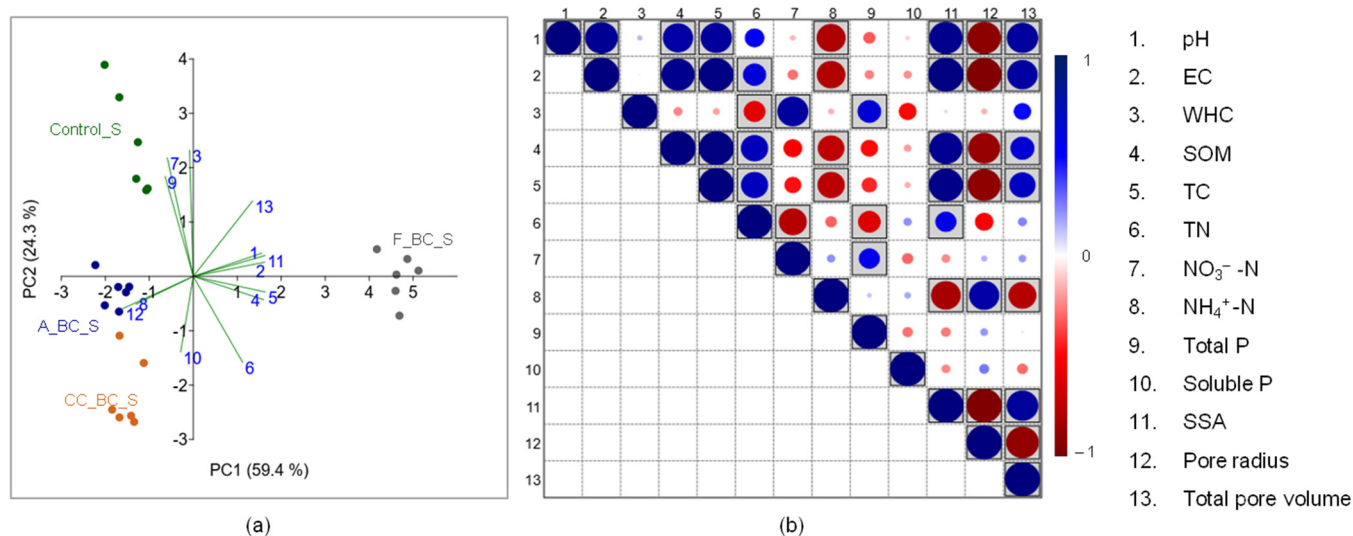 4
3
2
1
-3
-2
-1
1
2
3
4
5
-1
-2
-3
Control_S
A_BC_S
CC_BC_S
F_BC_S
7
3
9
13
1
11
2
5
4
8
12
10
6
PC2 (24.3 %)
PC1 (59.4 %)
(a)
1 2 3 4 5 6 7 8 9 10 11 12 13
1
2
3
4
5
6
7
8
9
10
11
12
13
1
0
–1
(b)
1. pH
2. EC
3. WHC
4. SOM
5. TC
6. TN
7. NO₃⁻ -N
8. NH₄⁺-N
9. Total P
10. Soluble P
11. SSA
12. Pore radius
13. Total pore volume